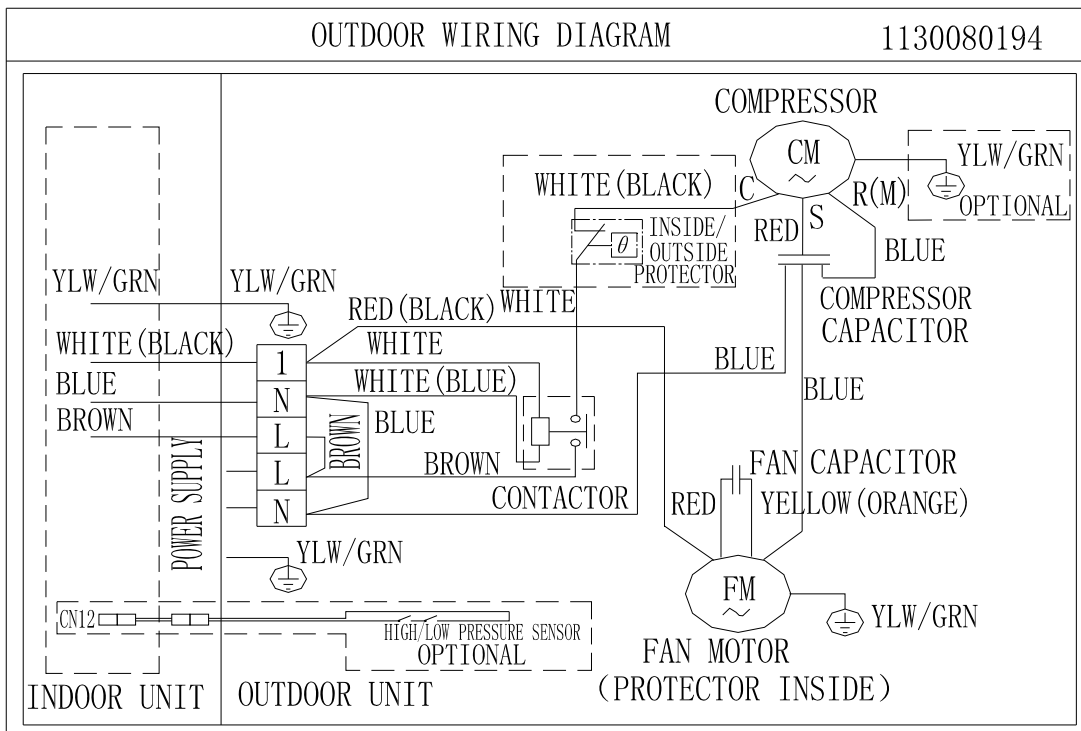 OUTDOOR WIRING DIAGRAM
1130080194
COMPRESSOR
CM
YLW/GRN
OPTIONAL
WHITE(BLACK)
C
S
R(M)
RED
BLUE
θ
INSIDE/
OUTSIDE
PROTECTOR
COMPRESSOR
CAPACITOR
YLW/GRN
YLW/GRN
RED(BLACK)
WHITE
WHITE(BLACK)
WHITE
BLUE
BLUE
WHITE(BLUE)
BLUE
BROWN
BLUE
1
N
L
L
N
BROWN
BROWN
CONTACTOR
POWER SUPPLY
RED
FAN CAPACITOR
YELLOW(ORANGE)
YLW/GRN
FM
YLW/GRN
CN12
HIGH/LOW PRESSURE SENSOR
OPTIONAL
FAN MOTOR
(PROTECTOR INSIDE)
INDOOR UNIT
OUTDOOR UNIT